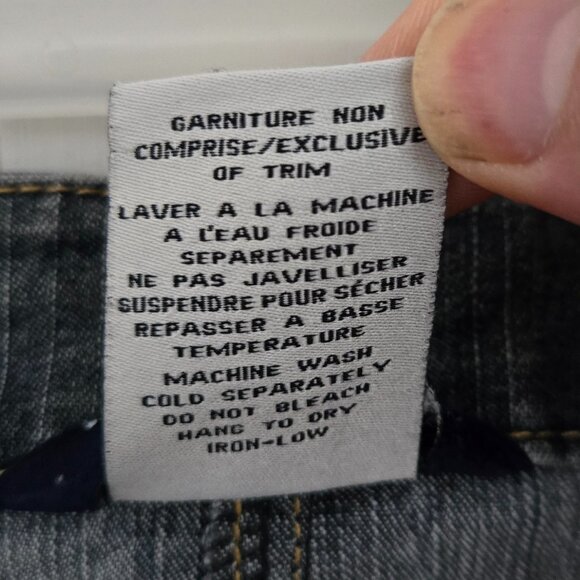 GARNITURE NON
COMPRISE/EXCLUSIVE
OF TRIM
LAVER A LA MACHINE
A L'EAU FROIDE
SEPAREMENT
NE PAS JAVELLISER
SUSPENDRE POUR SÉCHER
REPASSER A BASSE
TEMPERATURE
MACHINE WASH
COLD SEPARATELY
DO NOT BLEACH
HANG TO DRY
IRON-LOW